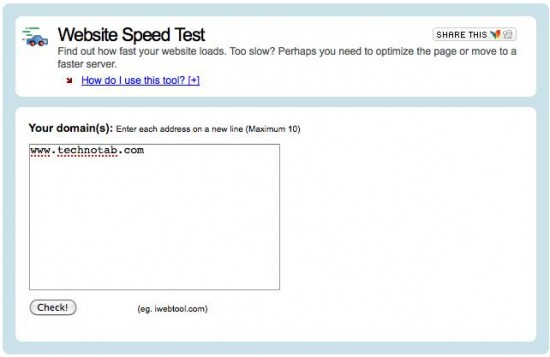 Website Speed Test
SHARE THIS
Find out how fast your website loads. Too slow? Perhaps you need to optimize the page or move to a
faster server.
How do I use this tool? [+]
Your domain(s): Enter each address on a new line (Maximum 10)
www.technotab.com
Check!
(eg. iwebtool.com)